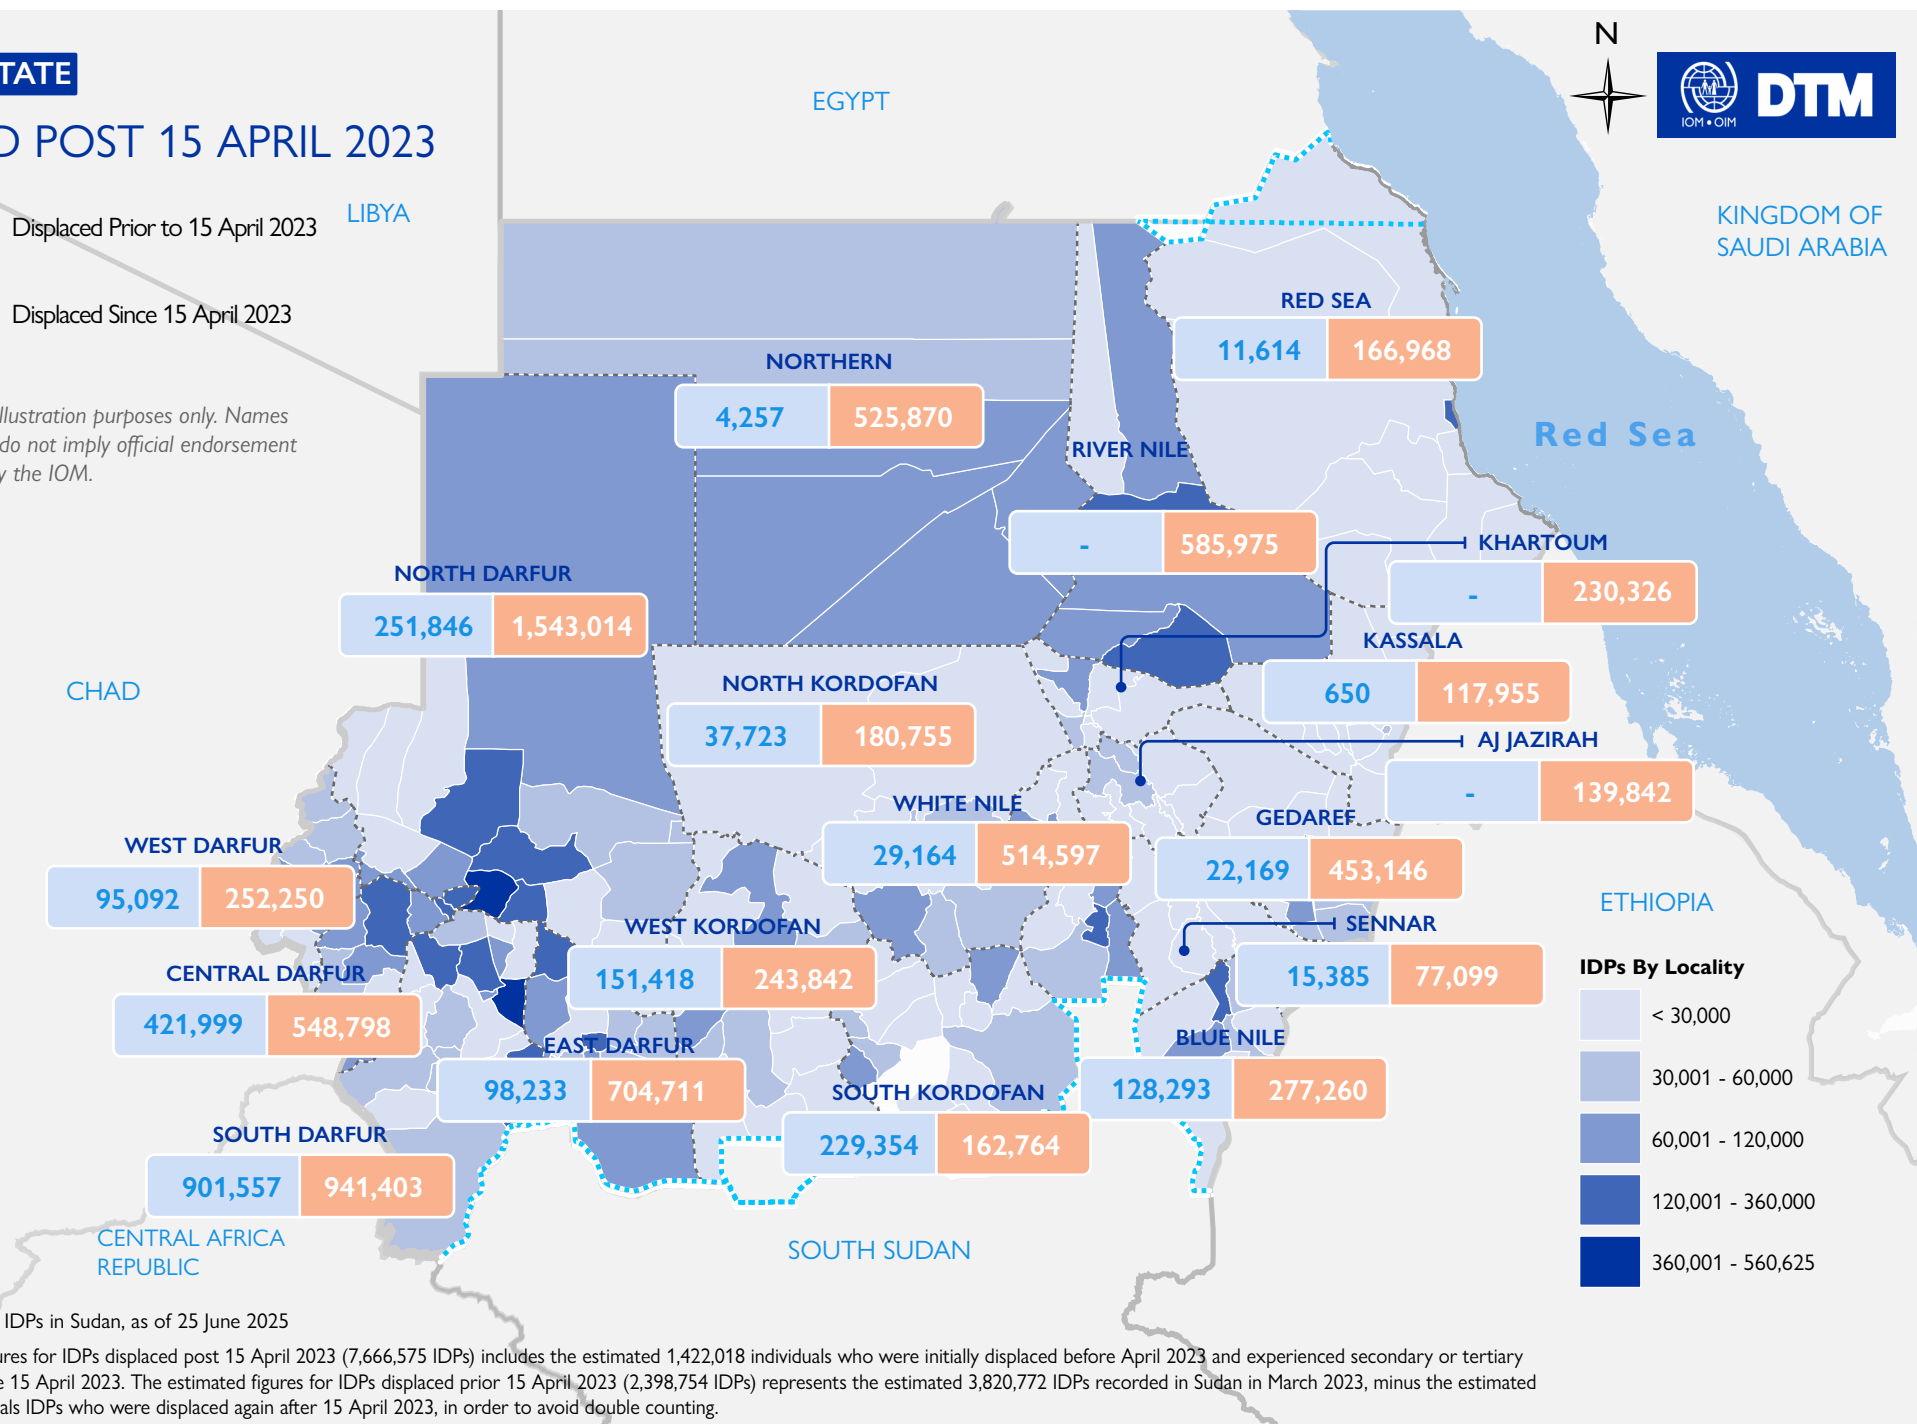 TATE
D POST 15 APRIL 2023
Displaced Prior to 15 April 2023
Displaced Since 15 April 2023
llustration purposes only. Names
do not imply official endorsement
y the IOM.
N
IOM • OIM
DTM
EGYPT
LIBYA
KINGDOM OF
SAUDI ARABIA
RED SEA
11,614 166,968
NORTHERN
4,257 525,870
Red Sea
RIVER NILE
- 585,975
KHARTOUM
- 230,326
NORTH DARFUR
251,846 1,543,014
KASSALA
650 117,955
CHAD
NORTH KORDOFAN
37,723 180,755
AJ JAZIRAH
- 139,842
WHITE NILE
29,164 514,597
GEDAREF
22,169 453,146
WEST DARFUR
95,092 252,250
ETHIOPIA
WEST KORDOFAN
151,418 243,842
SENNAR
15,385 77,099
CENTRAL DARFUR
421,999 548,798
EAST DARFUR
98,233 704,711
BLUE NILE
128,293 277,260
SOUTH KORDOFAN
229,354 162,764
SOUTH DARFUR
901,557 941,403
CENTRAL AFRICA
REPUBLIC
SOUTH SUDAN
IDPs By Locality
< 30,000
30,001 - 60,000
60,001 - 120,000
120,001 - 360,000
360,001 - 560,625
IDPs in Sudan, as of 25 June 2025
ures for IDPs displaced post 15 April 2023 (7,666,575 IDPs) includes the estimated 1,422,018 individuals who were initially displaced before April 2023 and experienced secondary or tertiary
e 15 April 2023. The estimated figures for IDPs displaced prior 15 April 2023 (2,398,754 IDPs) represents the estimated 3,820,772 IDPs recorded in Sudan in March 2023, minus the estimated
als IDPs who were displaced again after 15 April 2023, in order to avoid double counting.